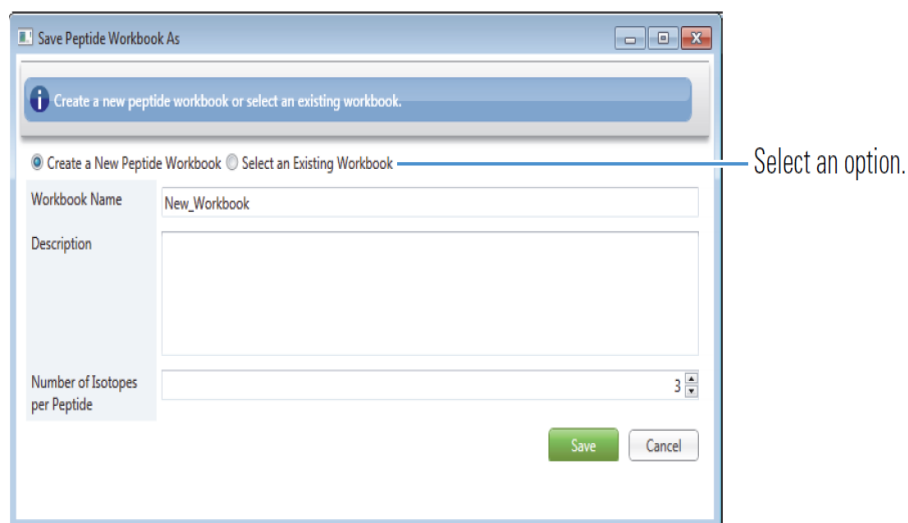 Save Peptide Workbook As
Create a new peptide workbook or select an existing workbook.
Create a New Peptide Workbook Select an Existing Workbook
Select an option.
Workbook Name
New_Workbook
Description
Number of Isotopes
per Peptide
3
Save Cancel